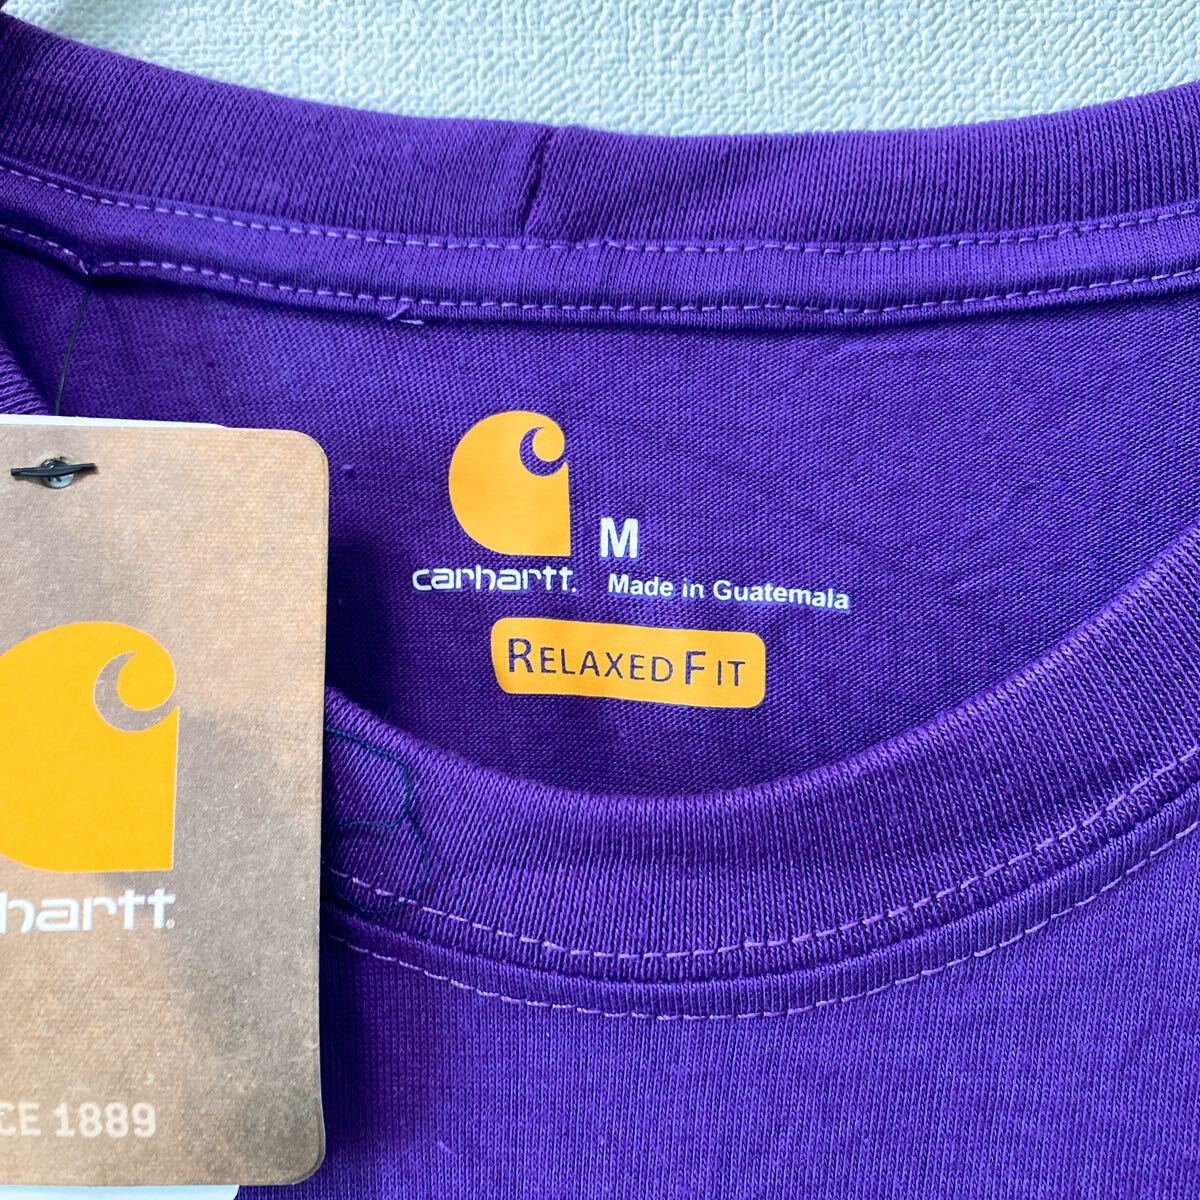 M
carhartt.
Made in Guatemala
RELAXED FIT
hartt
CE 1889